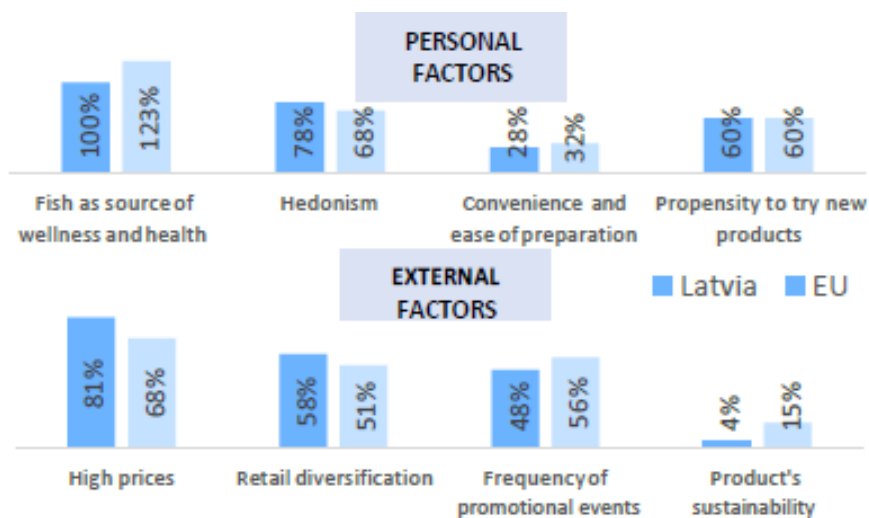 PERSONAL
FACTORS
100% 123% 78% 68% 28% 32% 60% 60%
Fish as source of
wellness and health
Hedonism
Convenience and
ease of preparation
Propensity to try new
products
EXTERNAL
FACTORS
Latvia EU
81% 68% 58% 51% 48% 56% 4% 15%
High prices
Retail diversification
Frequency of
promotional events
Product's
sustainability